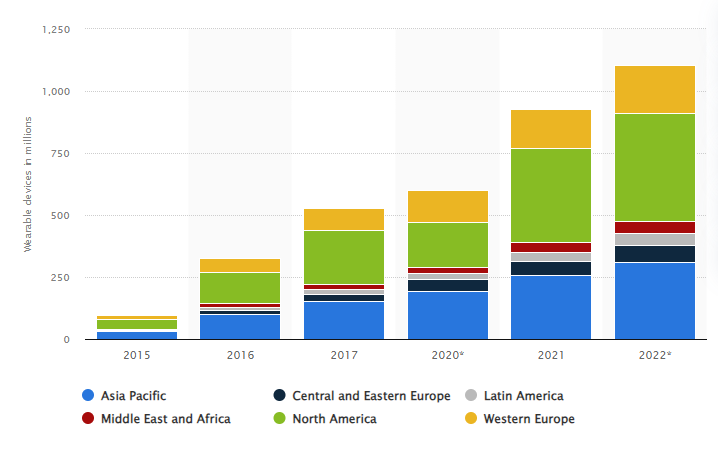 1,250
1,000
750
500
250
0
Wearable devices in millions
2015 2016 2017 2020* 2021 2022*
Asia Pacific Central and Eastern Europe Latin America
Middle East and Africa North America Western Europe